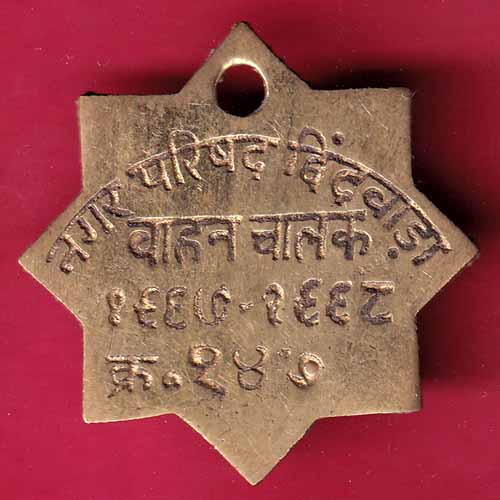 नगर परिषद छिंदवाड़ा
वाहन चालक
१९९७-१९९८
क्र. २४७